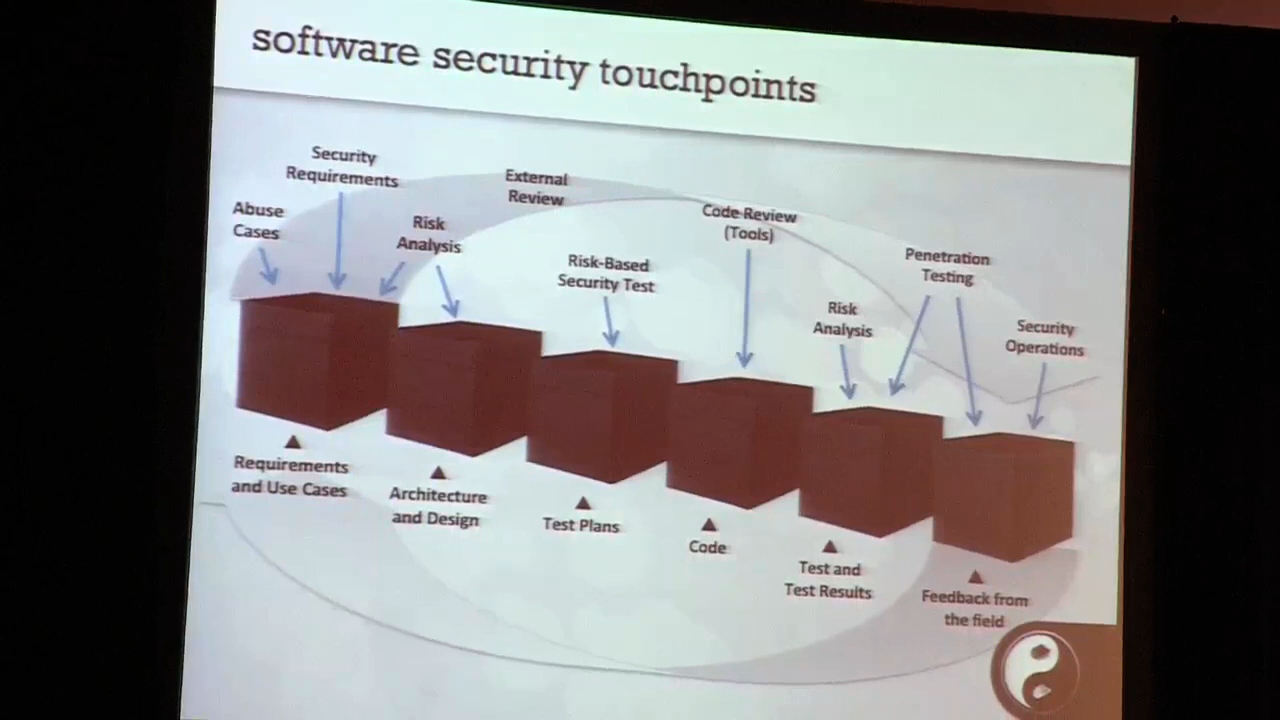 software security touchpoints
Security
Requirements
External
Review
Abuse
Cases
Risk
Analysis
Code Review
(Tools)
Risk-Based
Security Test
Penetration
Testing
Risk
Analysis
Security
Operations
Requirements
and Use Cases
Architecture
and Design
Test Plans
Code
Test and
Test Results
Feedback from
the field